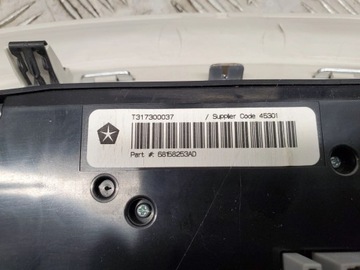 T317300037 / Supplier Code 45301
Part #: 68158253AD